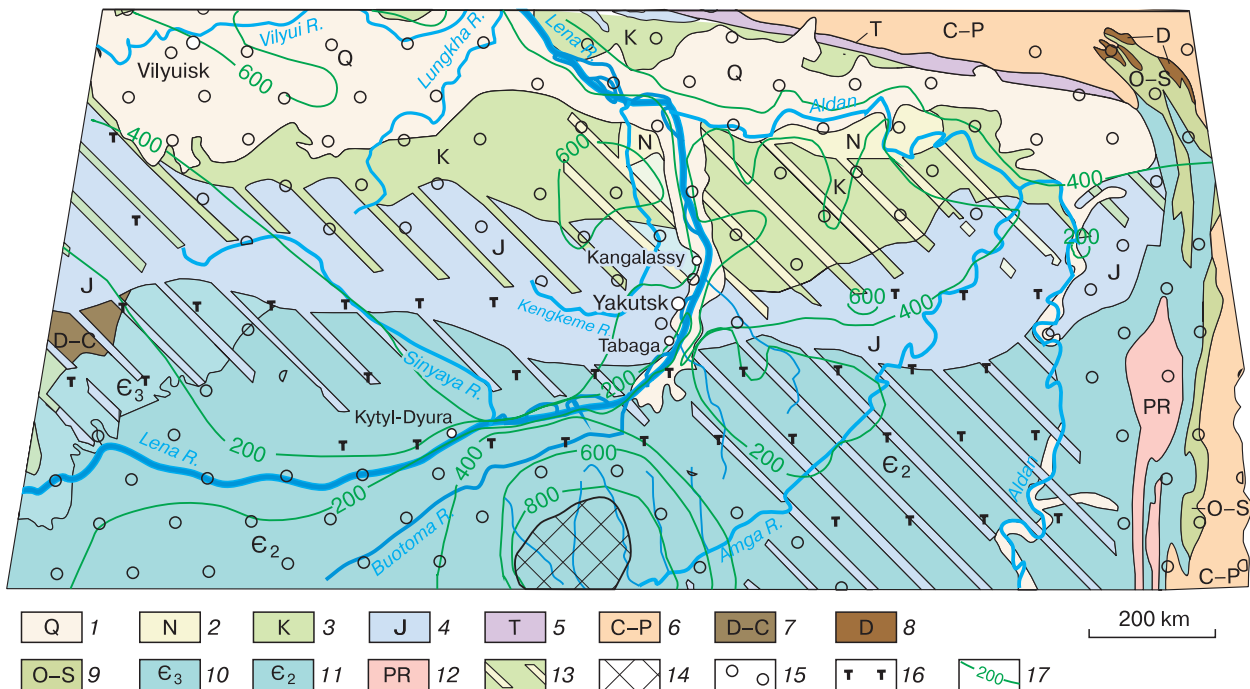 Vilyui R.
Lungkha R.
Lena R.
K
T
C–P
D
Vilyuisk
600
Q
Q
O–S
Aldan
400
T
K
600
N
N
K
400
T
J
Kangalassy
200
J
J
T T T T T
Yakutsk
Kengkeme R.
600
400
T T T
D–C
Tabaga
J
Sinyaya R.
200
T T
Є3
T T T T T T T
Kytyl-Dyura
Lena R.
200
T T T T T
400
600
200
T T T T
Є2
PR
200
800
Aldan
Є2
Buotoma R.
Amga R.
T T T T
O–S
C–P
Q 1 N 2 K 3 J 4 T 5 C–P 6 D–C 7 D 8 200 km
O–S 9 Є3 10 Є2 11 PR 12 13 14 15 T T 16 200 17